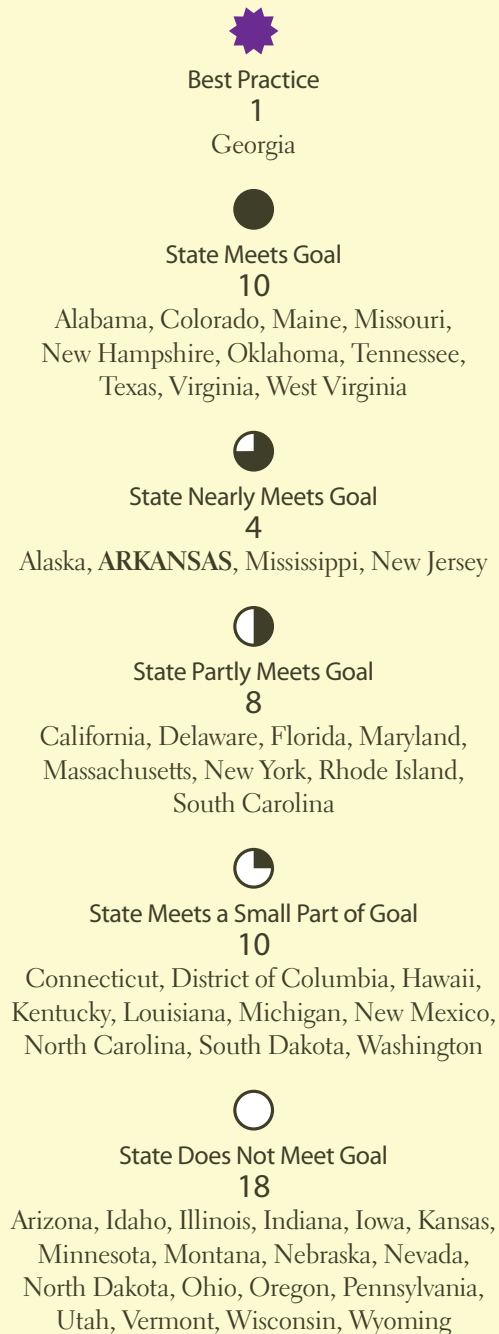 Best Practice
1
Georgia
State Meets Goal
10
Alabama, Colorado, Maine, Missouri,
New Hampshire, Oklahoma, Tennessee,
Texas, Virginia, West Virginia
State Nearly Meets Goal
4
Alaska, ARKANSAS, Mississippi, New Jersey
State Partly Meets Goal
8
California, Delaware, Florida, Maryland,
Massachusetts, New York, Rhode Island,
South Carolina
State Meets a Small Part of Goal
10
Connecticut, District of Columbia, Hawaii,
Kentucky, Louisiana, Michigan, New Mexico,
North Carolina, South Dakota, Washington
State Does Not Meet Goal
18
Arizona, Idaho, Illinois, Indiana, Iowa, Kansas,
Minnesota, Montana, Nebraska, Nevada,
North Dakota, Ohio, Oregon, Pennsylvania,
Utah, Vermont, Wisconsin, Wyoming